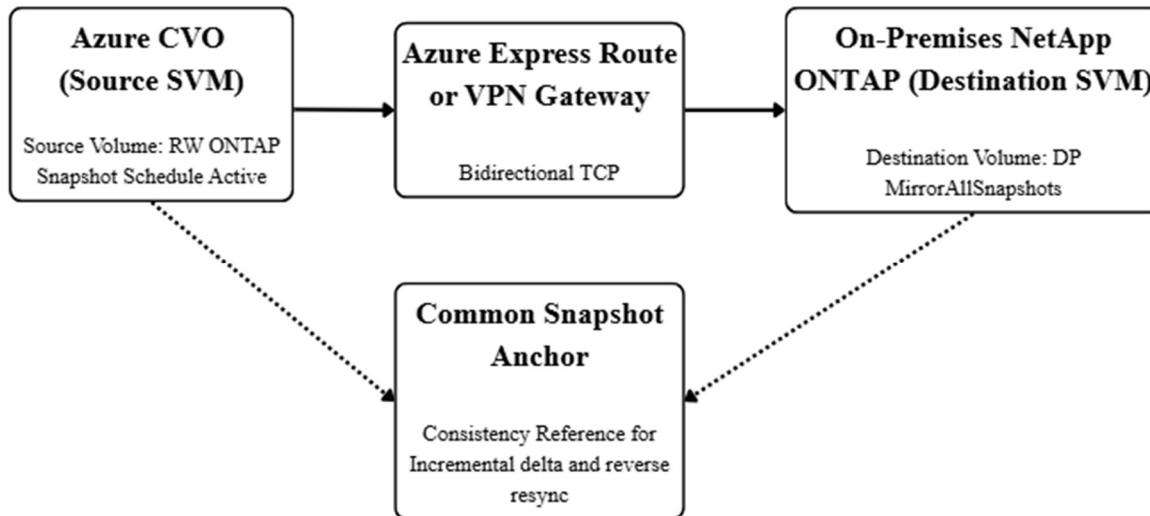 Azure CVO
(Source SVM)
Source Volume: RW ONTAP
Snapshot Schedule Active
Azure Express Route
or VPN Gateway
Bidirectional TCP
On-Premises NetApp
ONTAP (Destination SVM)
Destination Volume: DP
MirrorAllSnapshots
Common Snapshot
Anchor
Consistency Reference for
Incremental delta and reverse
resync